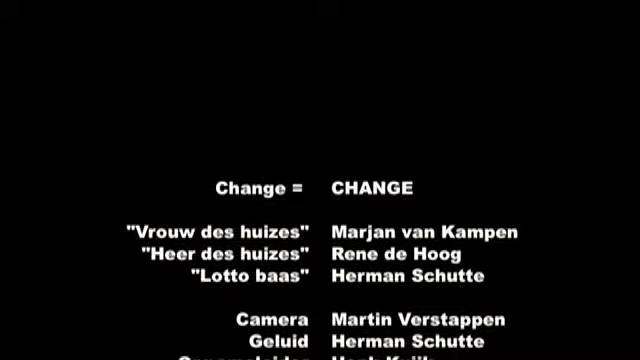 Change = CHANGE
"Vrouw des huizes" Marjan van Kampen
"Heer des huizes" Rene de Hoog
"Lotto baas" Herman Schutte
Camera Martin Verstappen
Geluid Herman Schutte